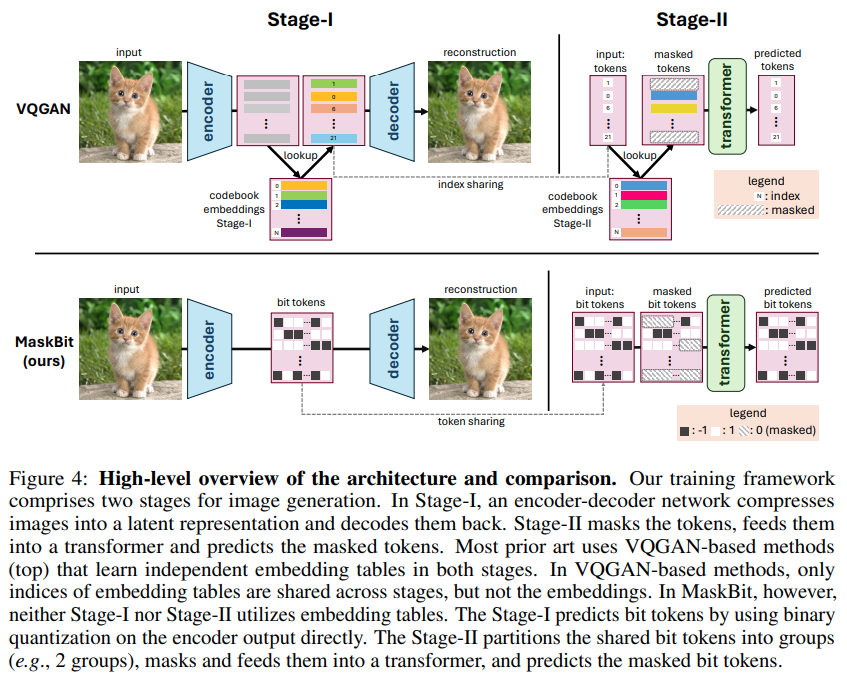 Stage-I
Stage-II
VQGAN
input
encoder
1
0
6
21
lookup
decoder
reconstruction
codebook
embeddings
Stage-I
0
1
2
N
index sharing
input:
tokens
1
0
6
21
lookup
masked
tokens
transformer
predicted
tokens
1
0
6
21
codebook
embeddings
Stage-II
0
1
2
N
legend
N : index
: masked
MaskBit
(ours)
input
encoder
bit tokens
decoder
reconstruction
token sharing
input:
bit tokens
masked
bit tokens
transformer
predicted
bit tokens
legend
: -1 : 1 : 0 (masked)
Figure 4: High-level overview of the architecture and comparison. Our training framework
comprises two stages for image generation. In Stage-I, an encoder-decoder network compresses
images into a latent representation and decodes them back. Stage-II masks the tokens, feeds them
into a transformer and predicts the masked tokens. Most prior art uses VQGAN-based methods
(top) that learn independent embedding tables in both stages. In VQGAN-based methods, only
indices of embedding tables are shared across stages, but not the embeddings. In MaskBit, however,
neither Stage-I nor Stage-II utilizes embedding tables. The Stage-I predicts bit tokens by using binary
quantization on the encoder output directly. The Stage-II partitions the shared bit tokens into groups
(e.g., 2 groups), masks and feeds them into a transformer, and predicts the masked bit tokens.